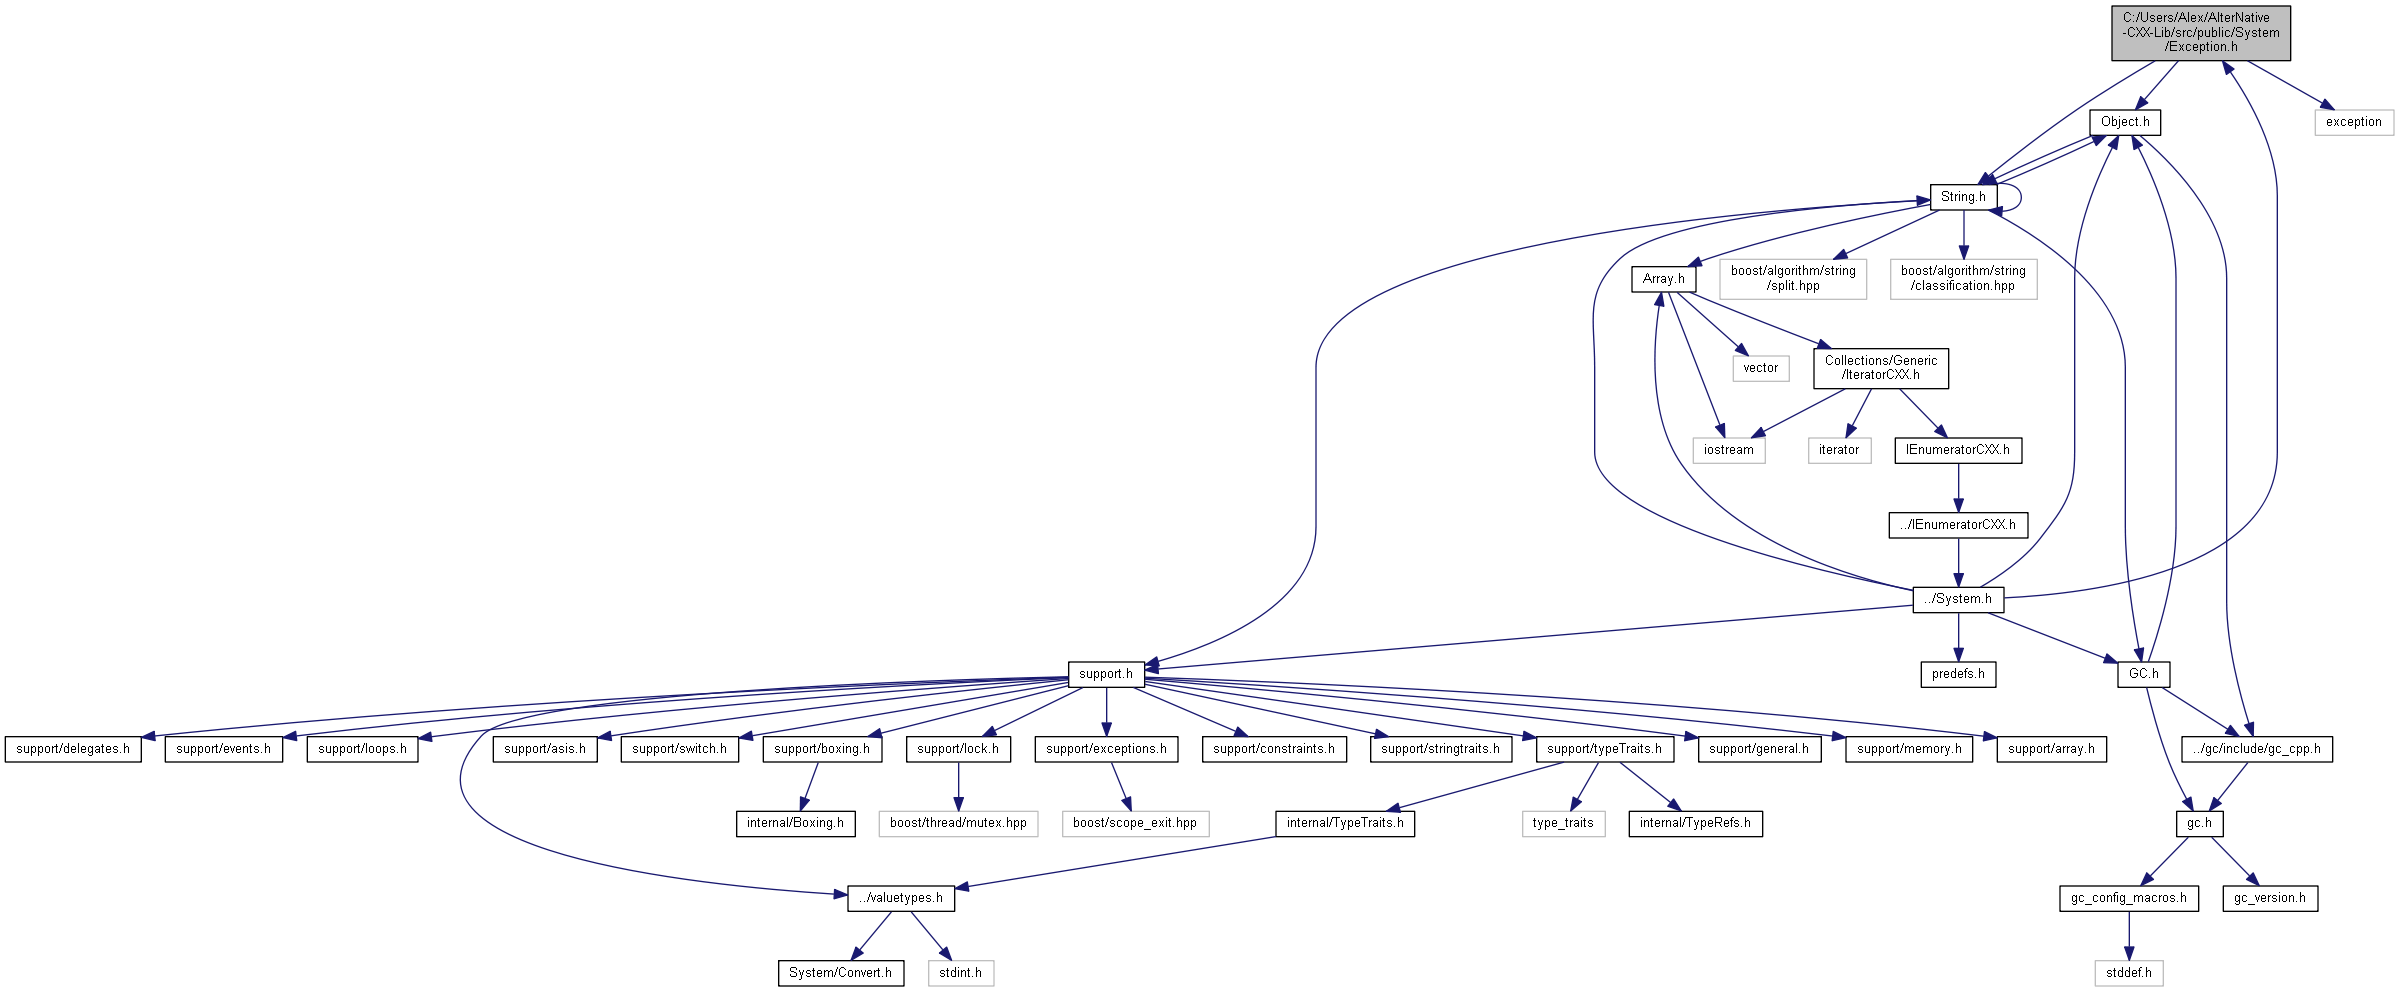 C:/Users/Alex/AlterNative
-CXX-Lib/src/public/System
/Exception.h
Object.h
exception
String.h
Array.h
boost/algorithm/string
/split.hpp
boost/algorithm/string
/classification.hpp
vector
Collections/Generic
/IteratorCXX.h
iostream
iterator
IEnumeratorCXX.h
../IEnumeratorCXX.h
../System.h
support.h
predefs.h
GC.h
support/delegates.h
support/events.h
support/loops.h
support/asis.h
support/switch.h
support/boxing.h
support/lock.h
support/exceptions.h
support/constraints.h
support/stringtraits.h
support/typeTraits.h
support/general.h
support/memory.h
support/array.h
../gc/include/gc_cpp.h
internal/Boxing.h
boost/thread/mutex.hpp
boost/scope_exit.hpp
internal/TypeTraits.h
type_traits
internal/TypeRefs.h
gc.h
../valuetypes.h
gc_config_macros.h
gc_version.h
System/Convert.h
stdint.h
stddef.h